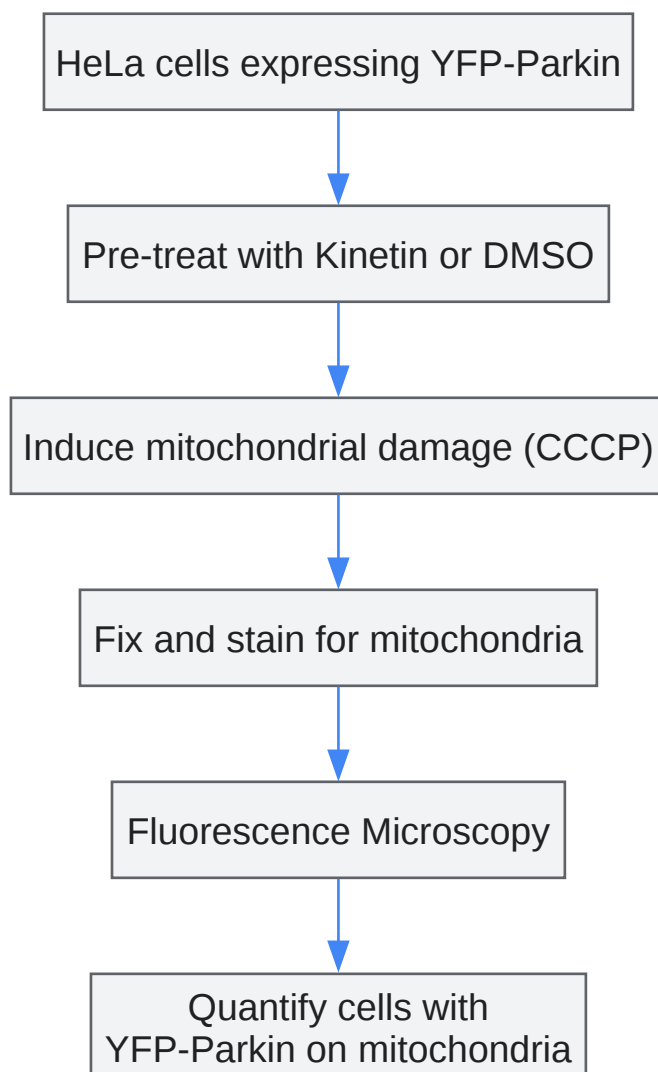 HeLa cells expressing YFP-Parkin
Pre-treat with Kinetin or DMSO
Induce mitochondrial damage (CCCP)
Fix and stain for mitochondria
Fluorescence Microscopy
Quantify cells with
YFP-Parkin on mitochondria